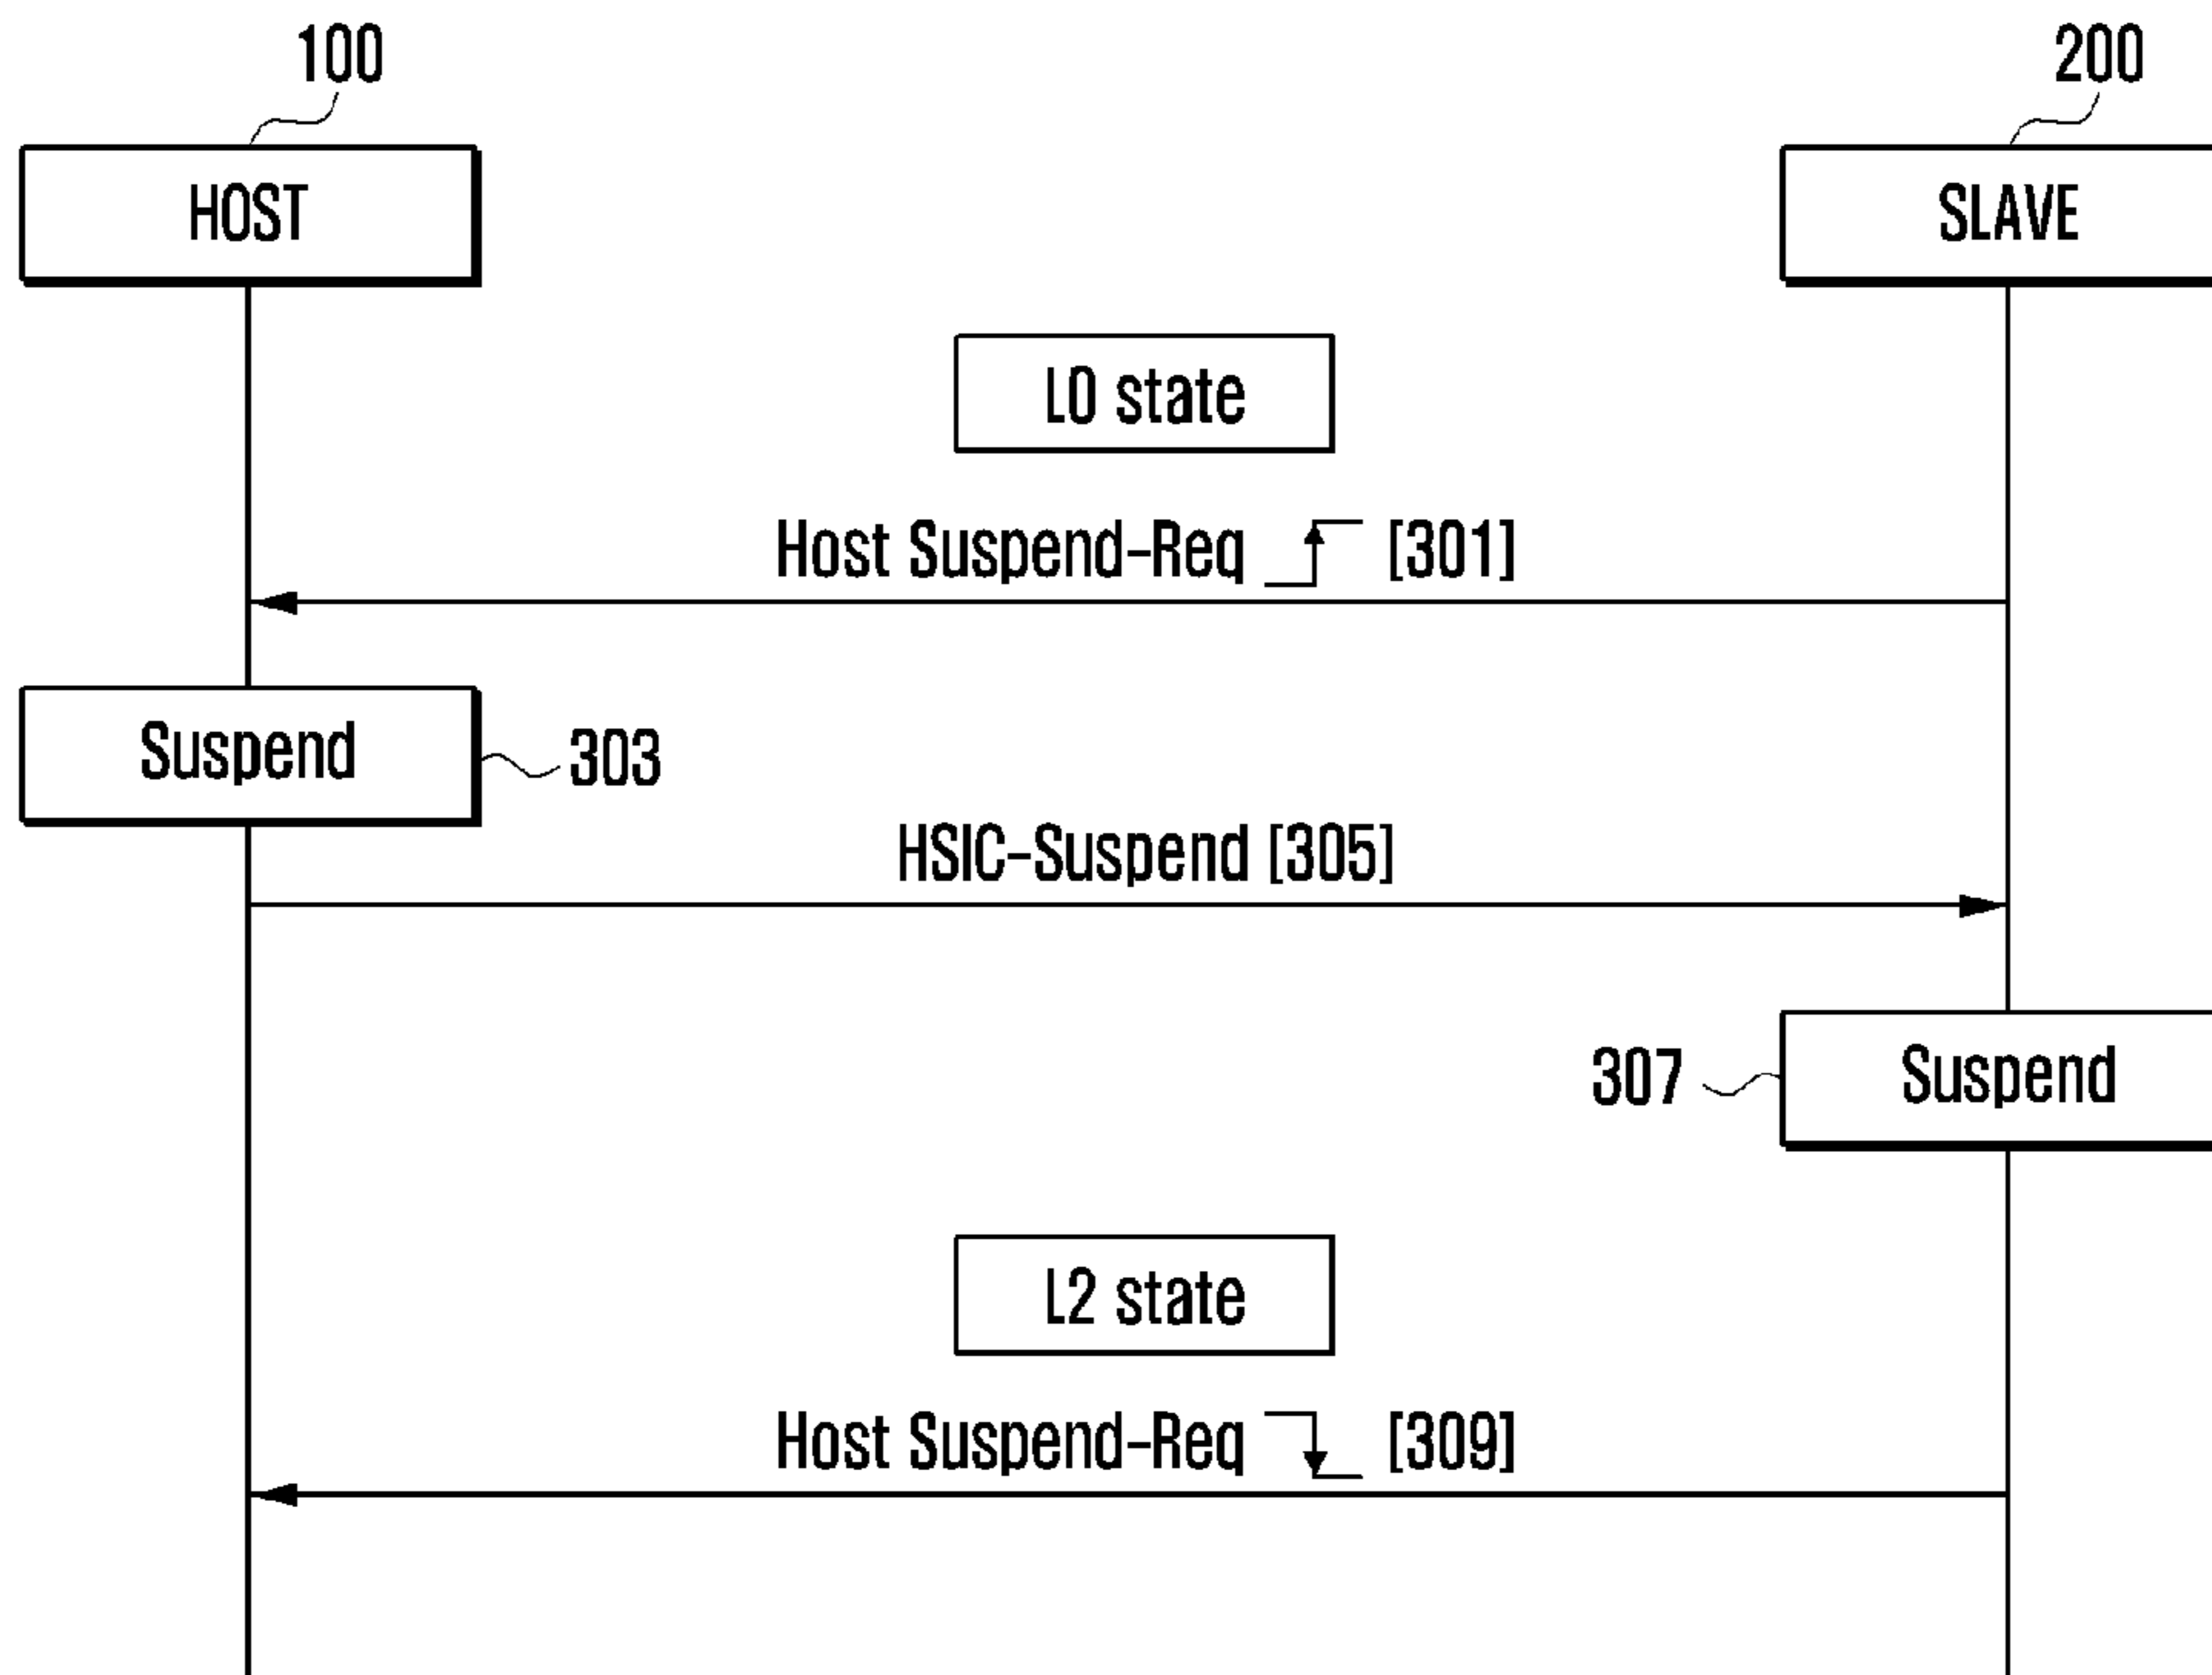 100
200
HOST
SLAVE
L0 state
Host Suspend-Req [301]
Suspend
303
HSIC-Suspend [305]
307
Suspend
L2 state
Host Suspend-Req [309]